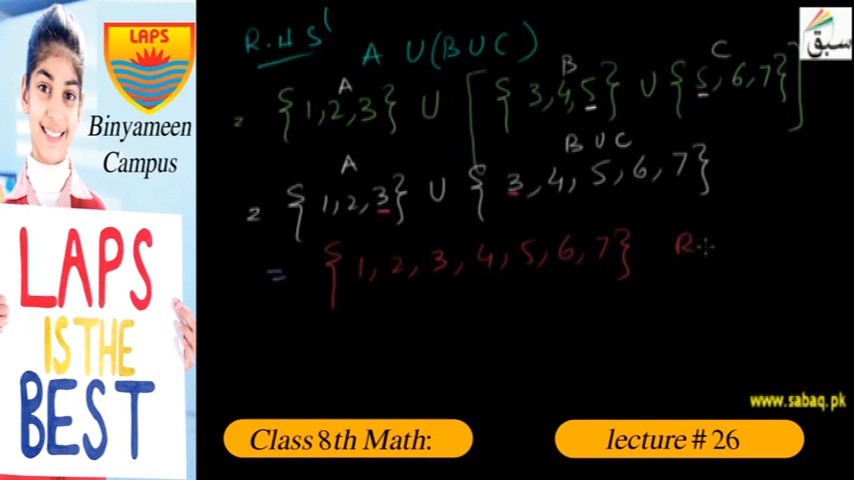 LAPS
Binyameen
Campus
LAPS
IS THE
BEST
R.H.S
A U (B U C)
A B C
= {1, 2, 3} U [{3, 4, 5} U {5, 6, 7}]
A B U C
= {1, 2, 3} U {3, 4, 5, 6, 7}
= {1, 2, 3, 4, 5, 6, 7} R.
سبق
www.sabaq.pk
Class 8th Math:
lecture # 26